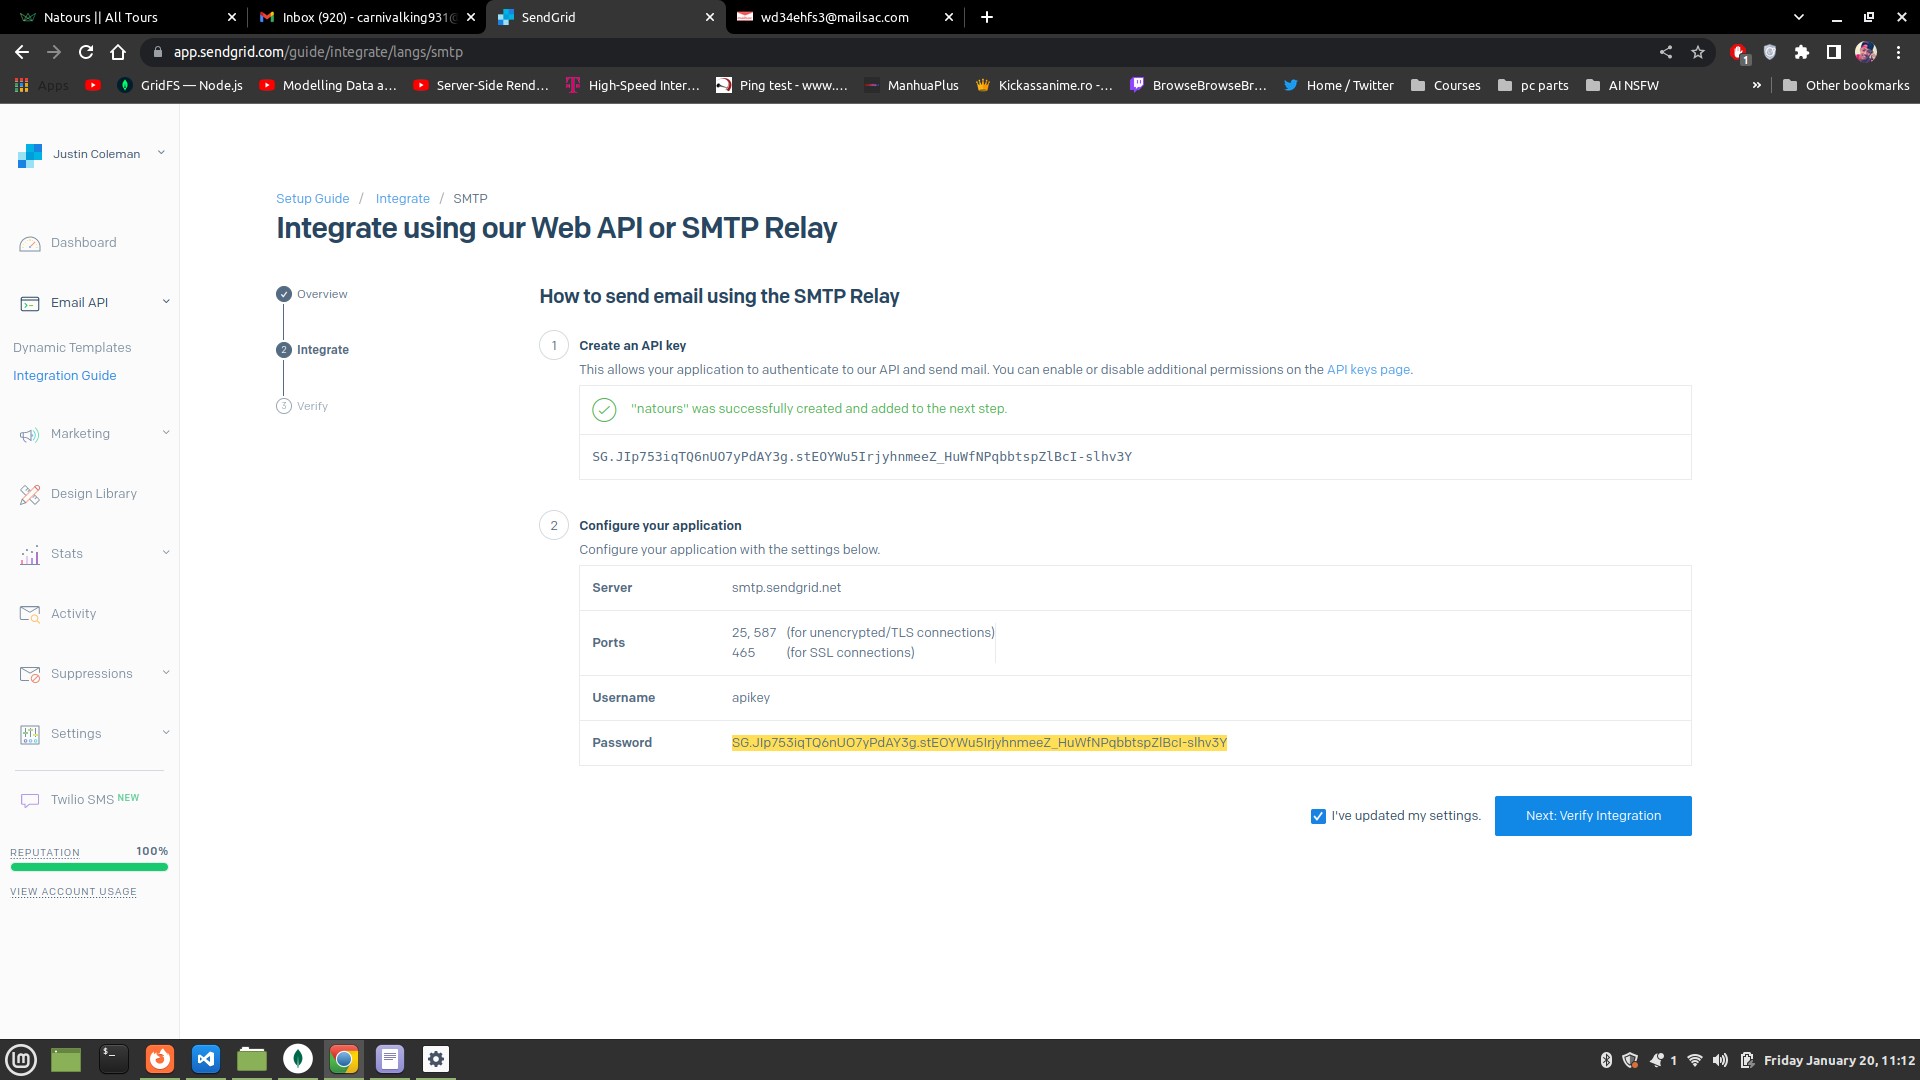 Natours || All Tours
Inbox (920) - carnivalking931@
SendGrid
wd34ehfs3@mailsac.com
app.sendgrid.com/guide/integrate/langs/smtp
1
Apps
GridFS — Node.js
Modelling Data a...
Server-Side Rend...
High-Speed Inter...
Ping test - www....
ManhuaPlus
Kickassanime.ro -...
BrowseBrowseBr...
Home / Twitter
Courses
pc parts
AI NSFW
»
Other bookmarks
Justin Coleman
Dashboard
Email API
Dynamic Templates
Integration Guide
Marketing
Design Library
Stats
Activity
Suppressions
Settings
Twilio SMS NEW
REPUTATION 100%
VIEW ACCOUNT USAGE
Setup Guide / Integrate / SMTP
Integrate using our Web API or SMTP Relay
Overview
2 Integrate
3 Verify
How to send email using the SMTP Relay
1 Create an API key
This allows your application to authenticate to our API and send mail. You can enable or disable additional permissions on the API keys page.
"natours" was successfully created and added to the next step.
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
2 Configure your application
Configure your application with the settings below.
Server smtp.sendgrid.net
Ports
25, 587 (for unencrypted/TLS connections)
465 (for SSL connections)
Username apikey
Password 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
I've updated my settings.
Next: Verify Integration
1
Friday January 20, 11:12